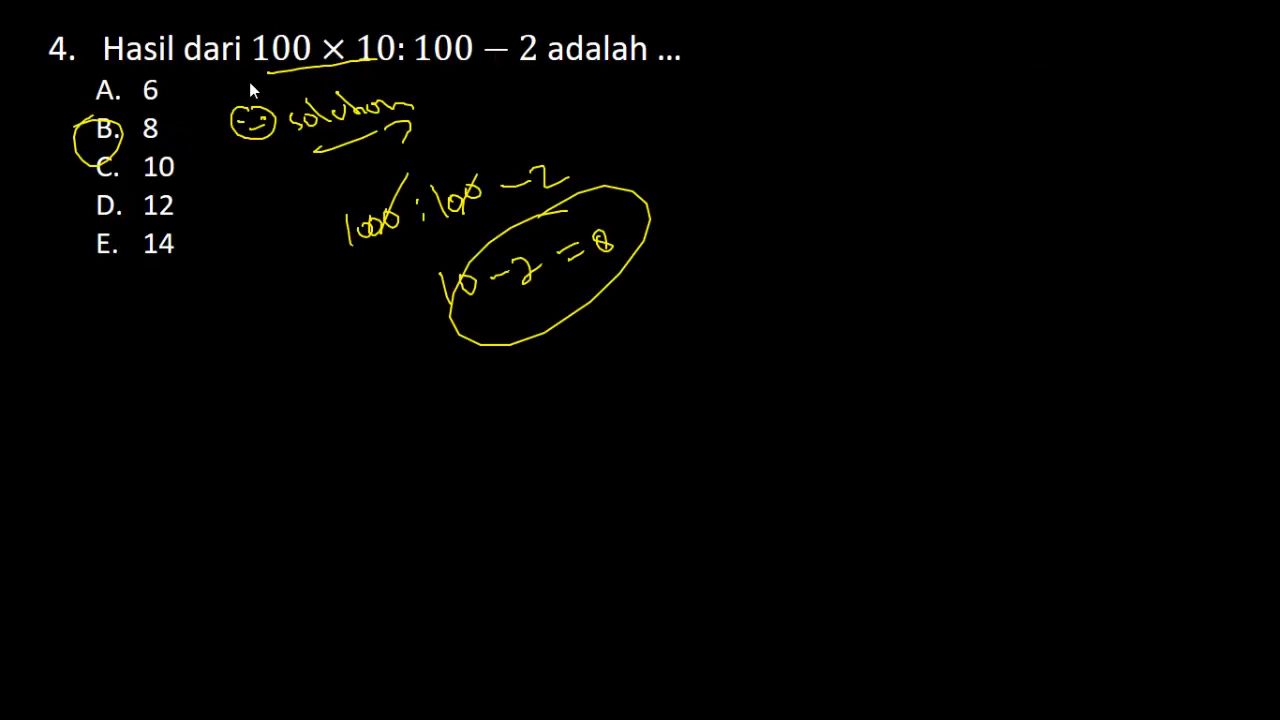 4. Hasil dari 100 × 10: 100 − 2 adalah ...
A. 6
B. 8
C. 10
D. 12
E. 14
solution
1000 : 100 − 2
10 − 2 = 8